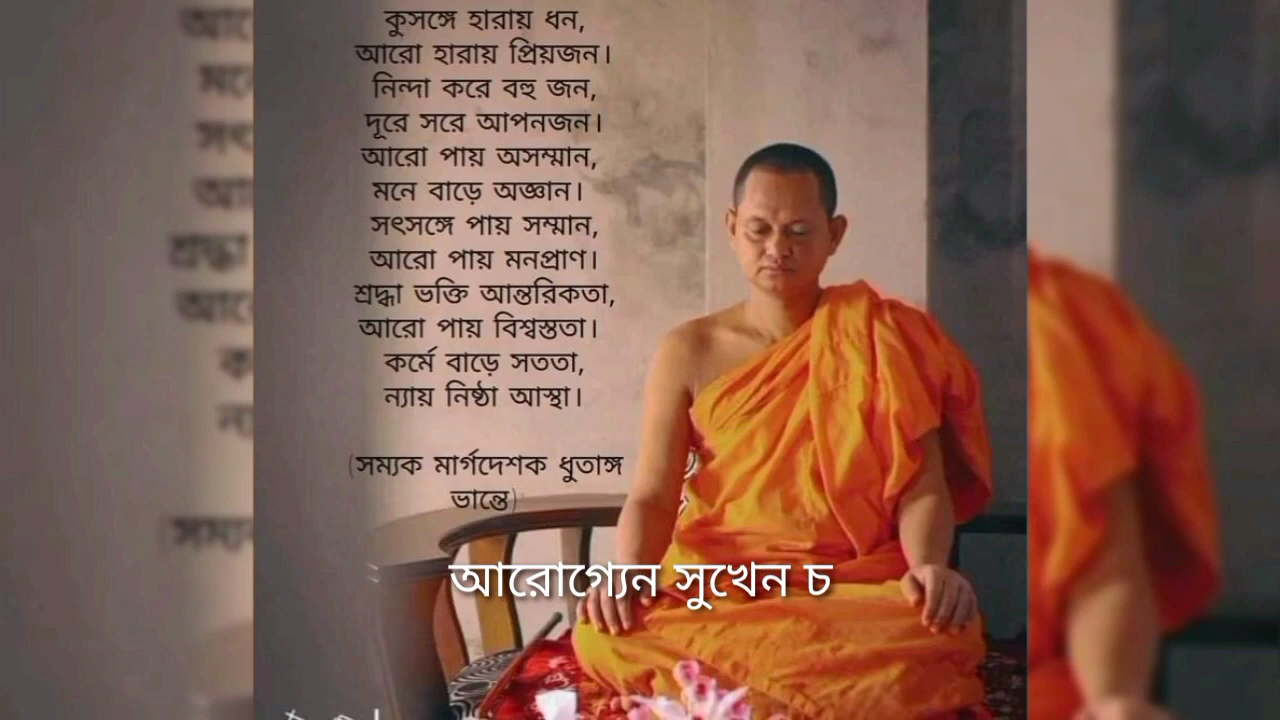 কুসঙ্গে হারায় ধন,
আরো হারায় প্রিয়জন।
নিন্দা করে বহু জন,
দূরে সরে আপনজন।
আরো পায় অসম্মান,
মনে বাড়ে অজ্ঞান।
সৎসঙ্গে পায় সম্মান,
আরো পায় মনপ্রাণ।
শ্রদ্ধা ভক্তি আন্তরিকতা,
আরো পায় বিশ্বস্ততা।
কর্মে বাড়ে সততা,
ন্যায় নিষ্ঠা আস্থা।
(সম্যক মার্গদেশক ধুতাঙ্গ
ভান্তে)
আরোগ্যেন সুখেন চ